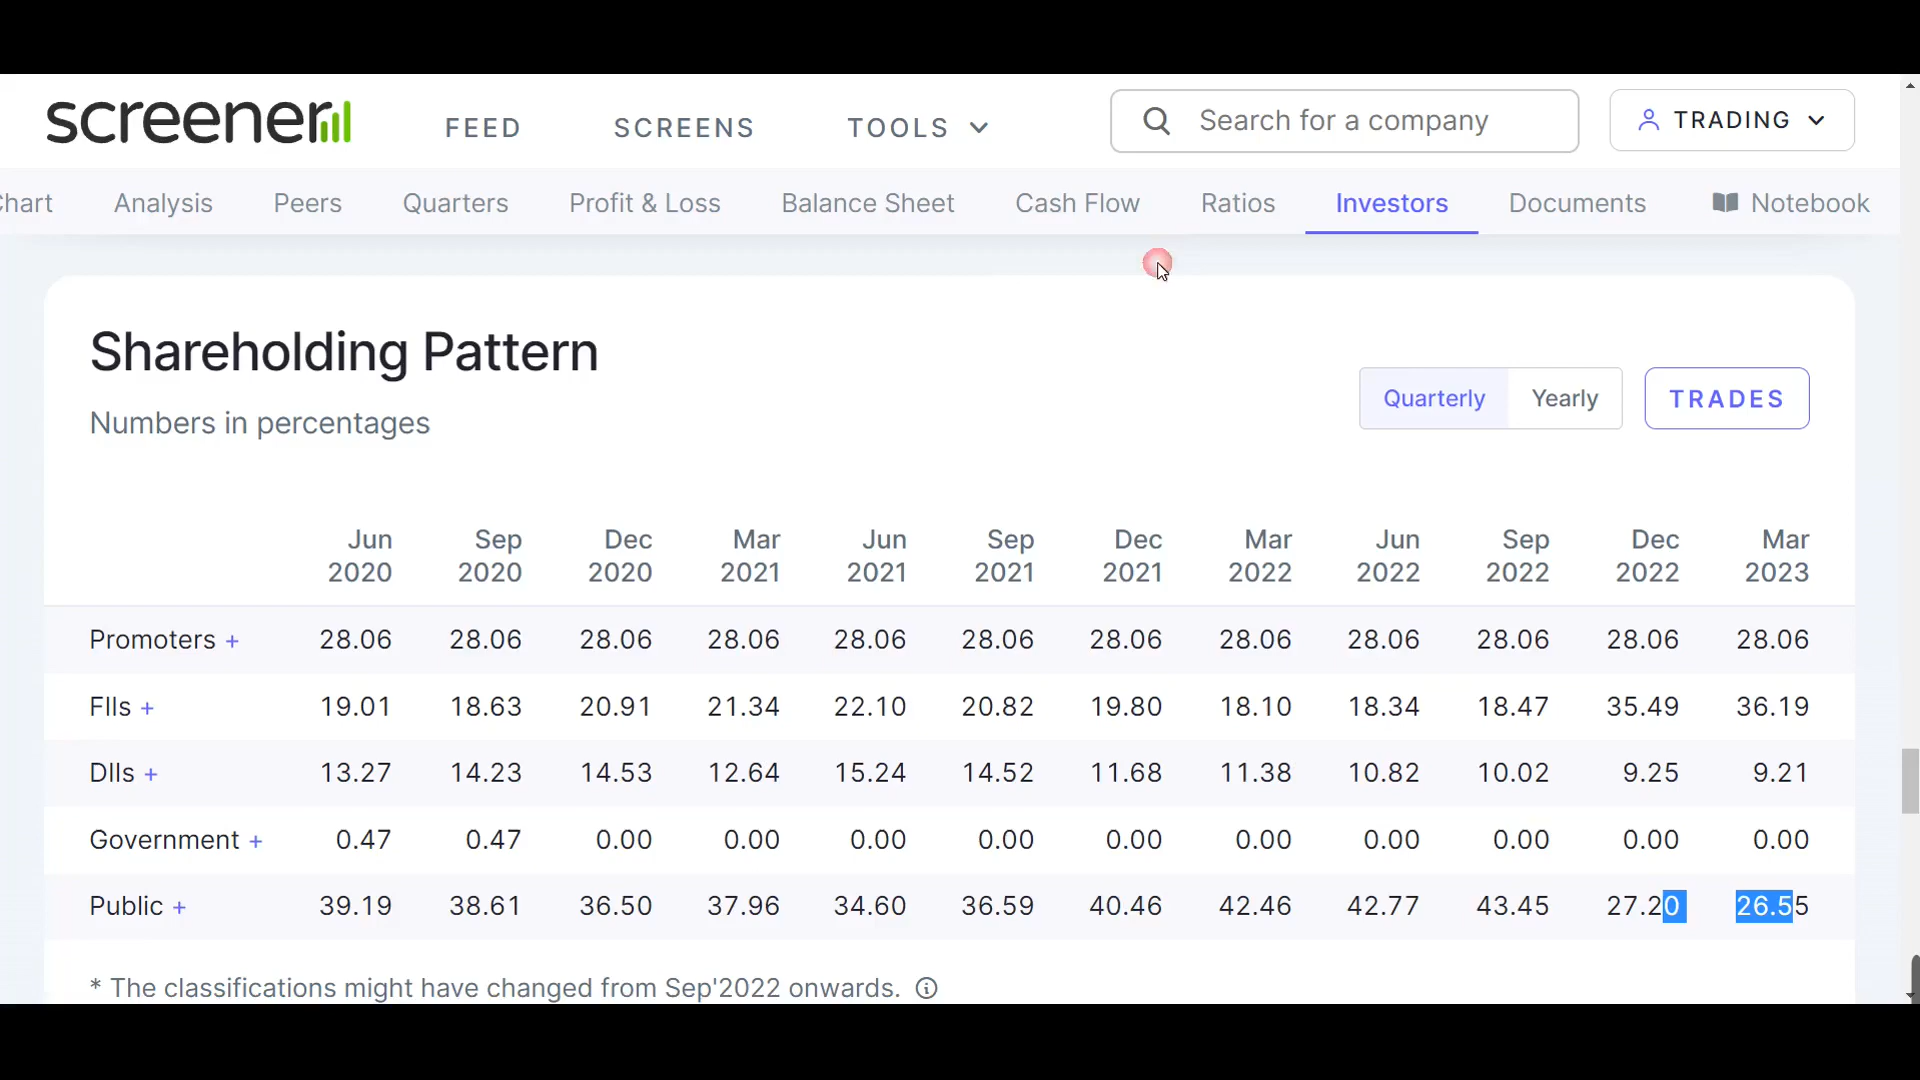 screener FEED SCREENS TOOLS Search for a company TRADING
hart Analysis Peers Quarters Profit & Loss Balance Sheet Cash Flow Ratios Investors Documents Notebook
Shareholding Pattern
Numbers in percentages
Quarterly Yearly TRADES
Jun Sep Dec Mar Jun Sep Dec Mar Jun Sep Dec Mar
2020 2020 2020 2021 2021 2021 2021 2022 2022 2022 2022 2023
Promoters + 28.06 28.06 28.06 28.06 28.06 28.06 28.06 28.06 28.06 28.06 28.06 28.06
FIIs + 19.01 18.63 20.91 21.34 22.10 20.82 19.80 18.10 18.34 18.47 35.49 36.19
DIIs + 13.27 14.23 14.53 12.64 15.24 14.52 11.68 11.38 10.82 10.02 9.25 9.21
Government + 0.47 0.47 0.00 0.00 0.00 0.00 0.00 0.00 0.00 0.00 0.00 0.00
Public + 39.19 38.61 36.50 37.96 34.60 36.59 40.46 42.46 42.77 43.45 27.20 26.55
* The classifications might have changed from Sep'2022 onwards.